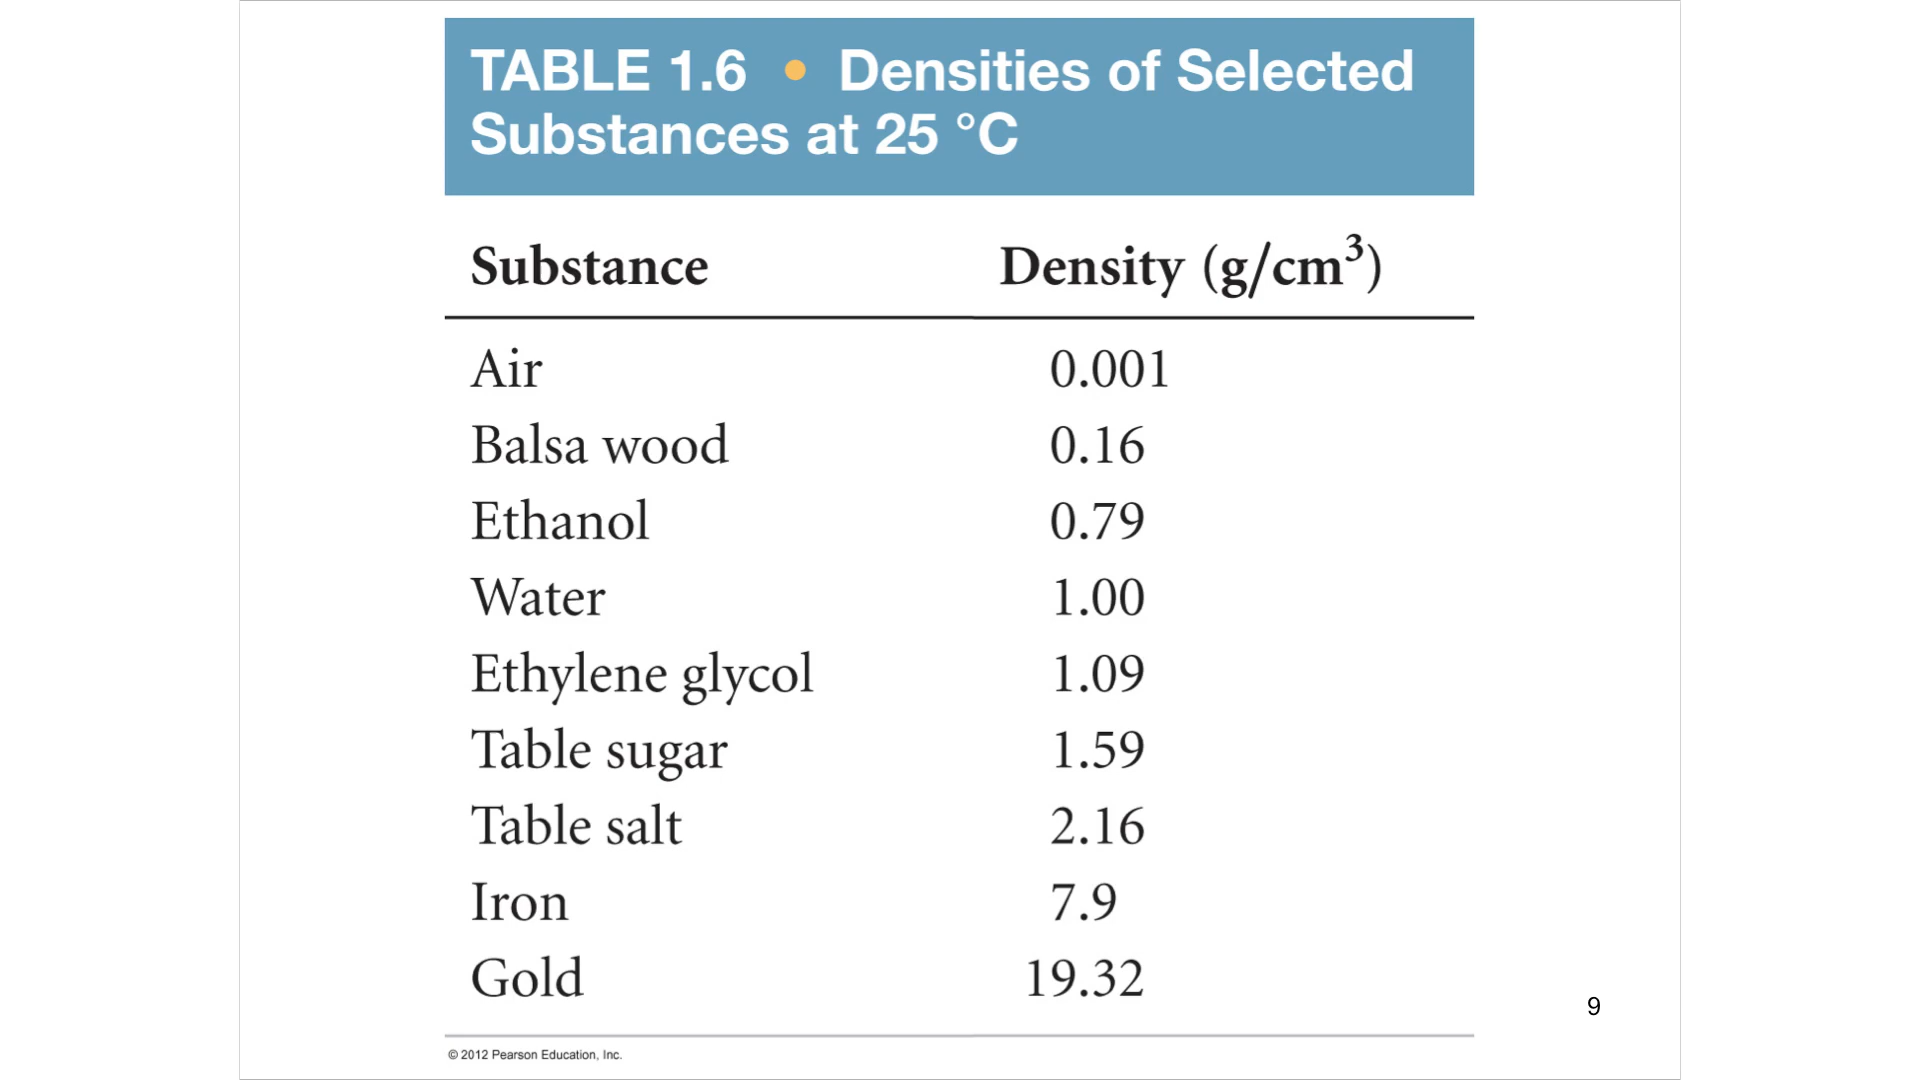 TABLE 1.6 • Densities of Selected
Substances at 25 °C
Substance Density (g/cm³)
Air 0.001
Balsa wood 0.16
Ethanol 0.79
Water 1.00
Ethylene glycol 1.09
Table sugar 1.59
Table salt 2.16
Iron 7.9
Gold 19.32
9
© 2012 Pearson Education, Inc.